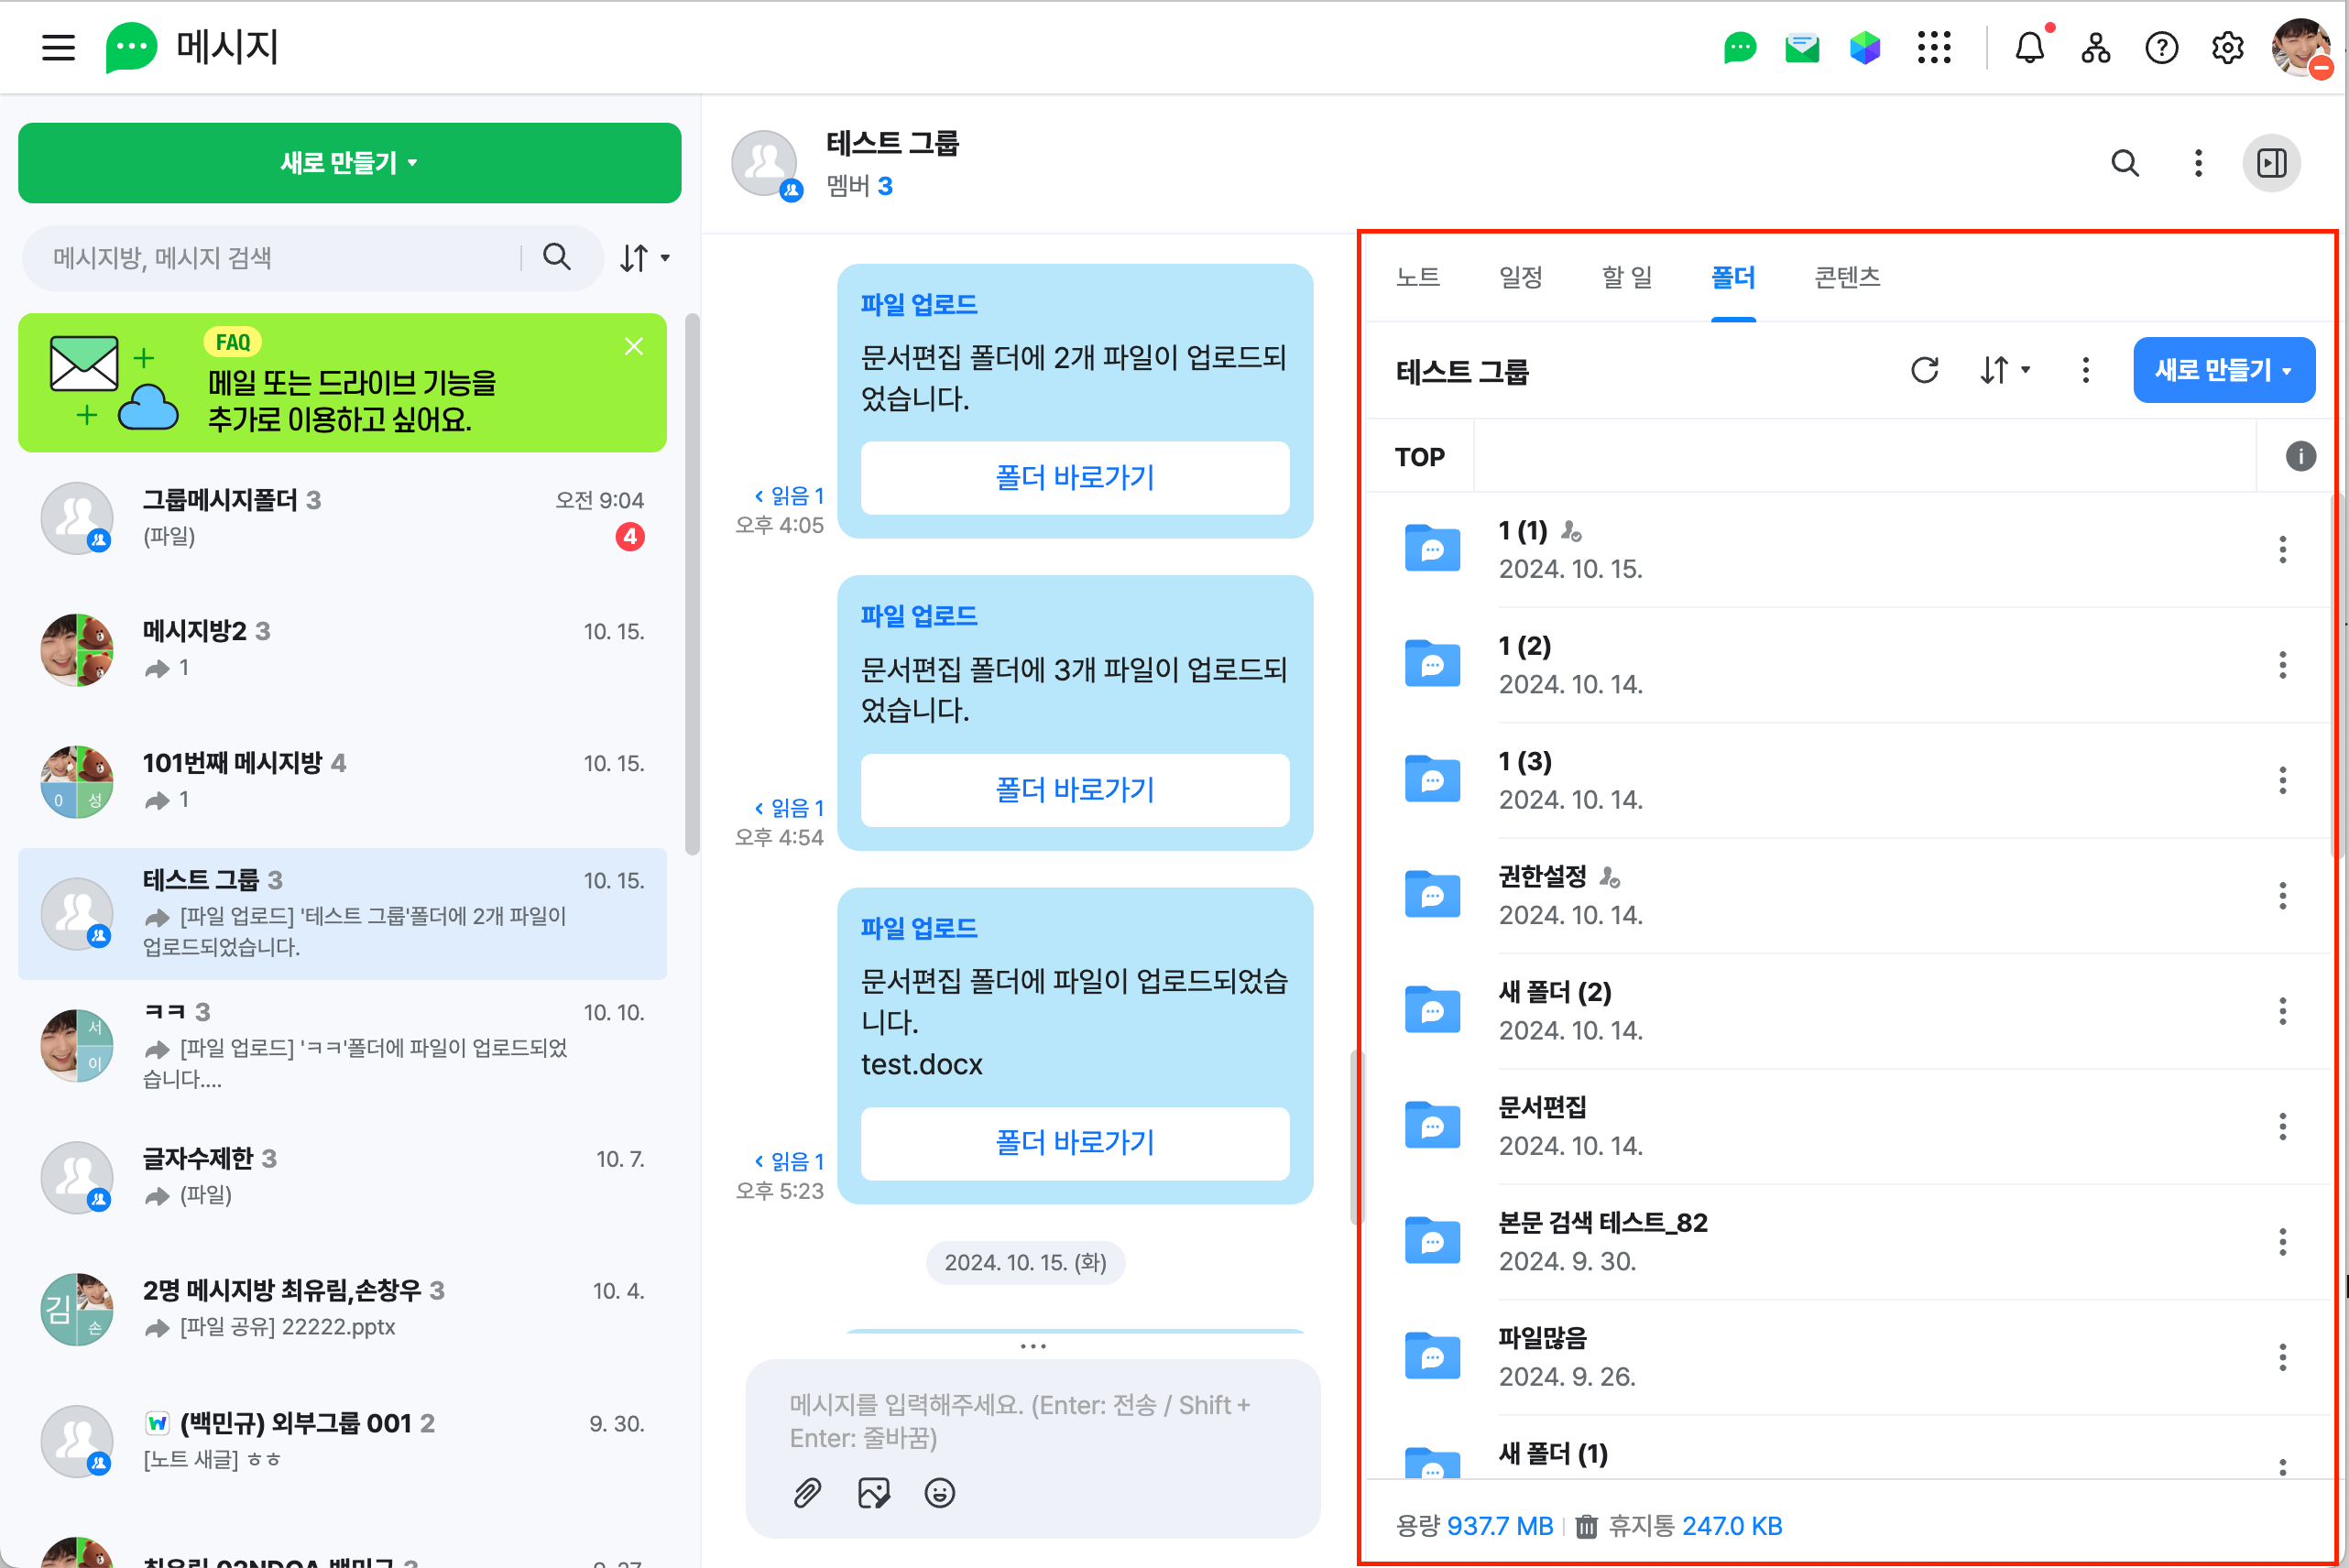 메시지
새로 만들기
메시지방, 메시지 검색
FAQ
메일 또는 드라이브 기능을
추가로 이용하고 싶어요.
그룹메시지폴더 3
오전 9:04
(파일)
4
메시지방2 3
10. 15.
1
101번째 메시지방 4
10. 15.
1
0 성
테스트 그룹 3
10. 15.
[파일 업로드] '테스트 그룹'폴더에 2개 파일이
업로드되었습니다.
ㅋㅋ 3
10. 10.
[파일 업로드] 'ㅋㅋ'폴더에 파일이 업로드되었
습니다....
서
이
글자수제한 3
10. 7.
(파일)
2명 메시지방 최유림,손창우 3
10. 4.
[파일 공유] 22222.pptx
김
손
(백민규) 외부그룹 001 2
9. 30.
[노트 새글] ㅎㅎ
테스트 그룹
멤버 3
파일 업로드
문서편집 폴더에 2개 파일이 업로드되
었습니다.
폴더 바로가기
읽음 1
오후 4:05
파일 업로드
문서편집 폴더에 3개 파일이 업로드되
었습니다.
폴더 바로가기
읽음 1
오후 4:54
파일 업로드
문서편집 폴더에 파일이 업로드되었습
니다.
test.docx
폴더 바로가기
읽음 1
오후 5:23
2024. 10. 15. (화)
메시지를 입력해주세요. (Enter: 전송 / Shift +
Enter: 줄바꿈)
노트 일정 할 일 폴더 콘텐츠
테스트 그룹
새로 만들기
TOP
1 (1)
2024. 10. 15.
1 (2)
2024. 10. 14.
1 (3)
2024. 10. 14.
권한설정
2024. 10. 14.
새 폴더 (2)
2024. 10. 14.
문서편집
2024. 10. 14.
본문 검색 테스트_82
2024. 9. 30.
파일많음
2024. 9. 26.
새 폴더 (1)
용량 937.7 MB 휴지통 247.0 KB